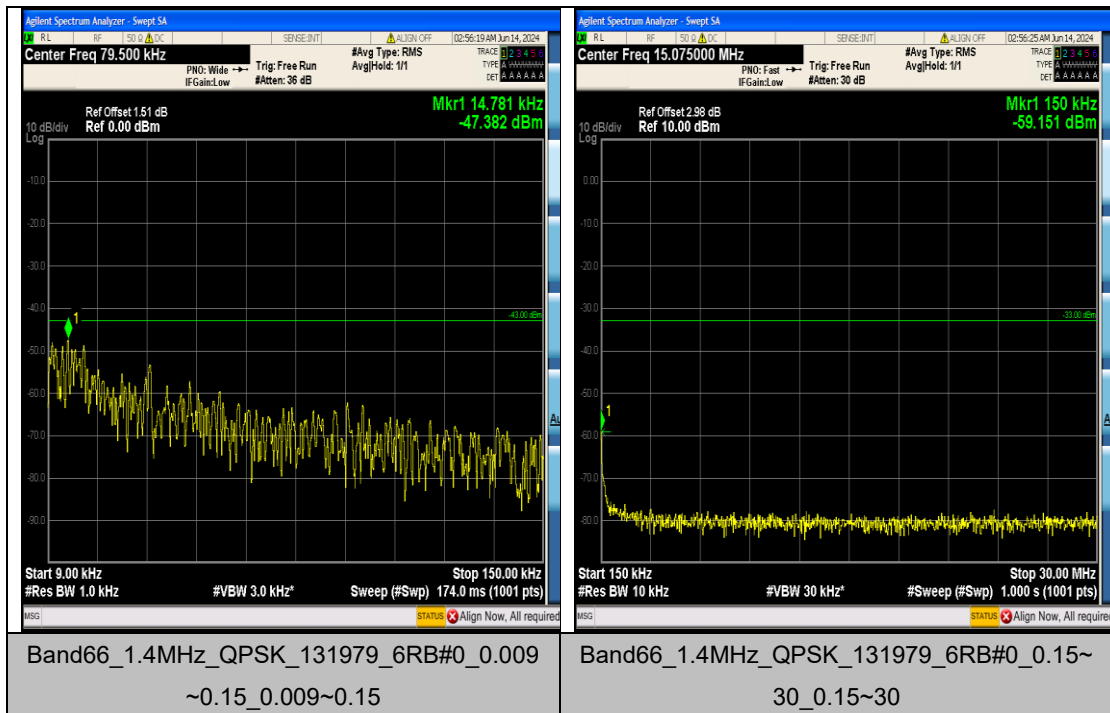 Agilent Spectrum Analyzer - Swept SA
RL RF 50 Ω DC SENSE:INT ALIGN OFF 02:56:19 AM Jun 14, 2024
Center Freq 79.500 kHz
PNO: Wide
IFGain:Low
Trig: Free Run
#Atten: 36 dB
#Avg Type: RMS
Avg|Hold: 1/1
TRACE 1 2 3 4 5 6
TYPE A
DET A A A A A A
Mkr1 14.781 kHz
-47.382 dBm
Ref Offset 1.51 dB
10 dB/div Ref 0.00 dBm
Log
-10.0
-20.0
-30.0
-40.0
-50.0
-60.0
-70.0
-80.0
-90.0
1
-43.00 dBm
Start 9.00 kHz
Stop 150.00 kHz
#Res BW 1.0 kHz
#VBW 3.0 kHz*
Sweep (#Swp) 174.0 ms (1001 pts)
MSG
STATUS Align Now, All required
Band66_1.4MHz_QPSK_131979_6RB#0_0.009
~0.15_0.009~0.15
Agilent Spectrum Analyzer - Swept SA
RL RF 50 Ω DC SENSE:INT ALIGN OFF 02:56:25 AM Jun 14, 2024
Center Freq 15.075000 MHz
PNO: Fast
IFGain:Low
Trig: Free Run
#Atten: 30 dB
#Avg Type: RMS
Avg|Hold: 1/1
TRACE 1 2 3 4 5 6
TYPE A
DET A A A A A A
Mkr1 150 kHz
-59.151 dBm
Ref Offset 2.98 dB
10 dB/div Ref 10.00 dBm
Log
0.00
-10.0
-20.0
-30.0
-40.0
-50.0
-60.0
-70.0
-80.0
1
-33.00 dBm
Start 150 kHz
Stop 30.00 MHz
#Res BW 10 kHz
#VBW 30 kHz*
#Sweep (#Swp) 1.000 s (1001 pts)
MSG
STATUS Align Now, All require
Band66_1.4MHz_QPSK_131979_6RB#0_0.15~
30_0.15~30